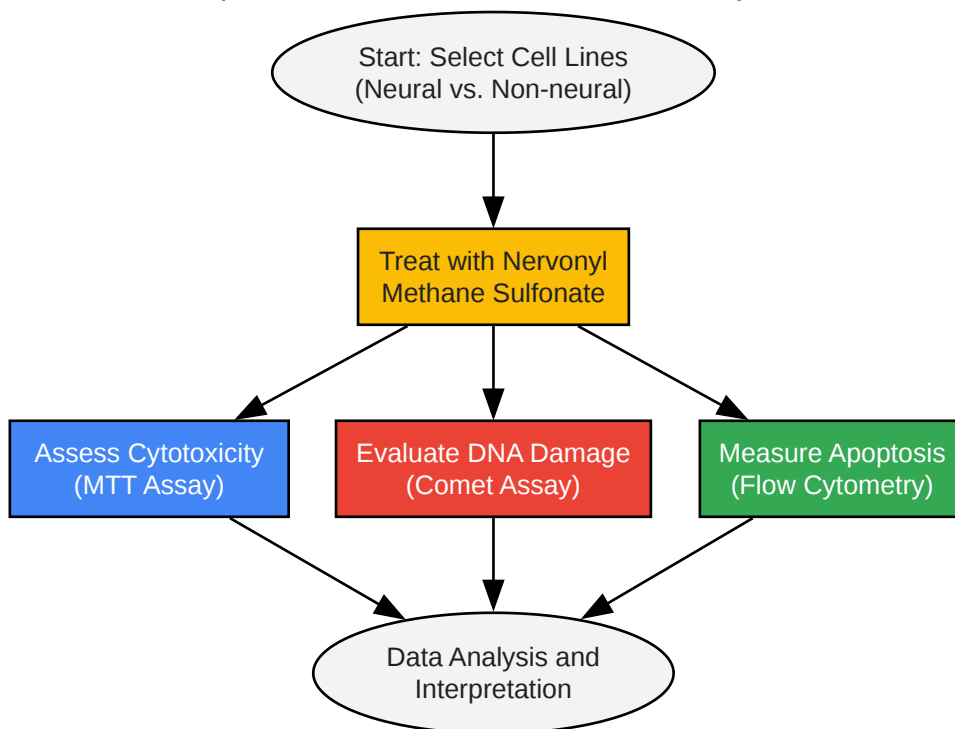 Start: Select Cell Lines
(Neural vs. Non-neural)
Treat with Nervonyl
Methane Sulfonate
Assess Cytotoxicity
(MTT Assay)
Evaluate DNA Damage
(Comet Assay)
Measure Apoptosis
(Flow Cytometry)
Data Analysis and
Interpretation